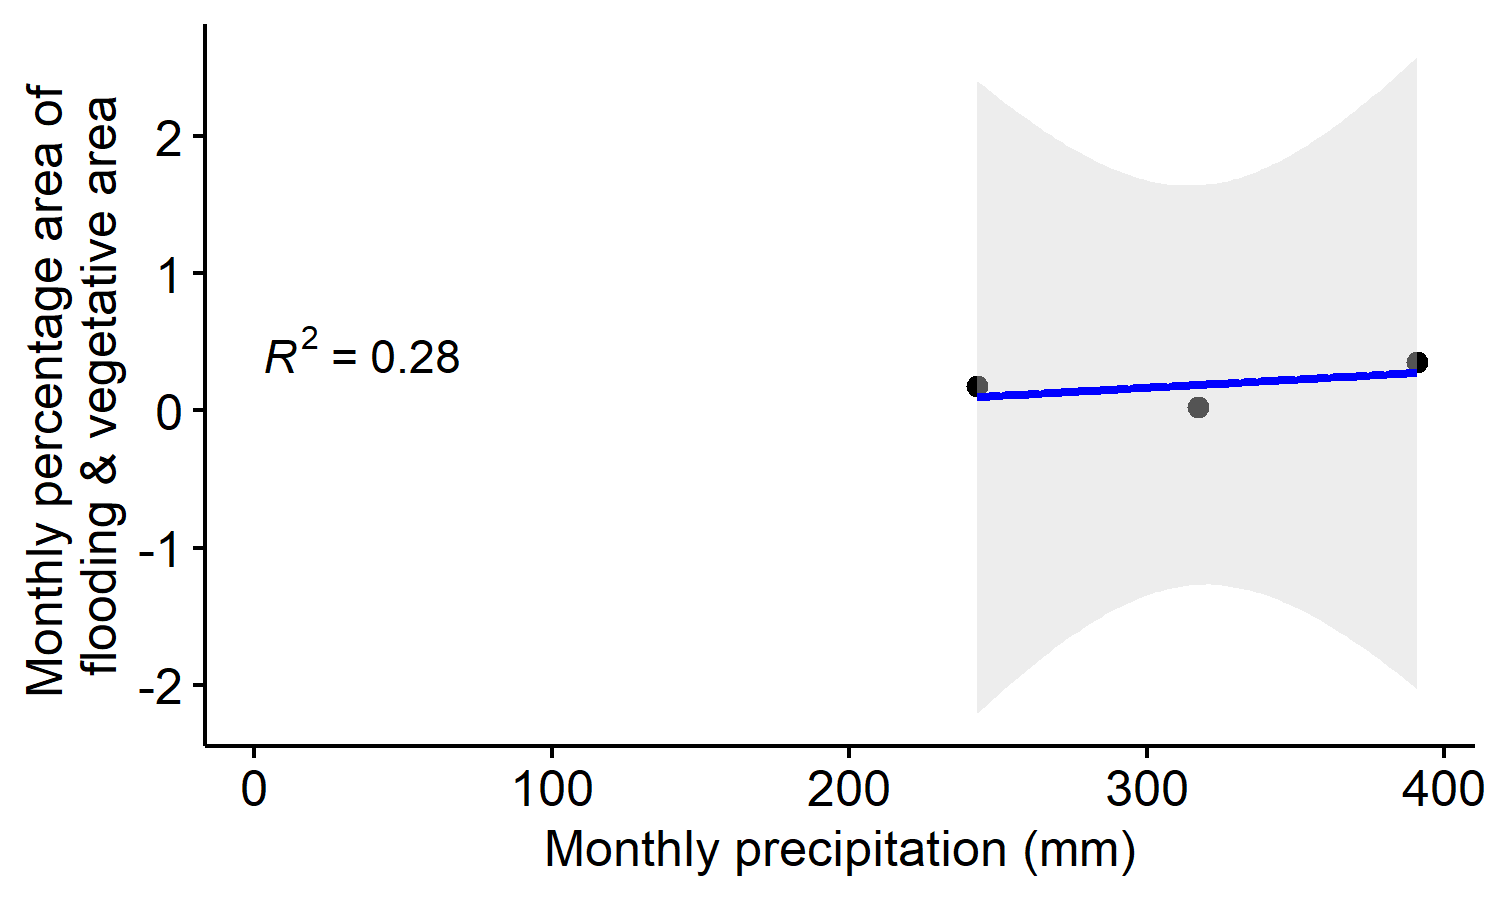 Monthly percentage area of
flooding & vegetative area
2
1
0
-1
-2
R² = 0.28
0 100 200 300 400
Monthly precipitation (mm)